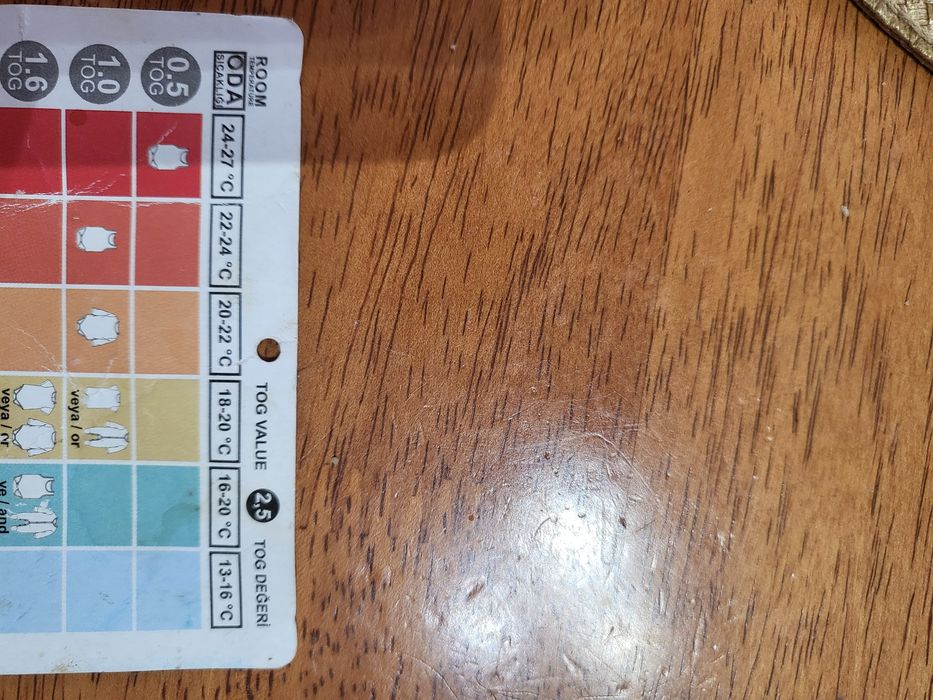 TOG VALUE 2,5 TOG DEĞERİ
ROOM
TEMPERATURE
ODA
SICAKLIĞI
24-27 °C
22-24 °C
20-22 °C
18-20 °C
16-20 °C
13-16 °C
0.5
TOG
1.0
TOG
veya / or
1.6
TOG
veya / or
ve / and